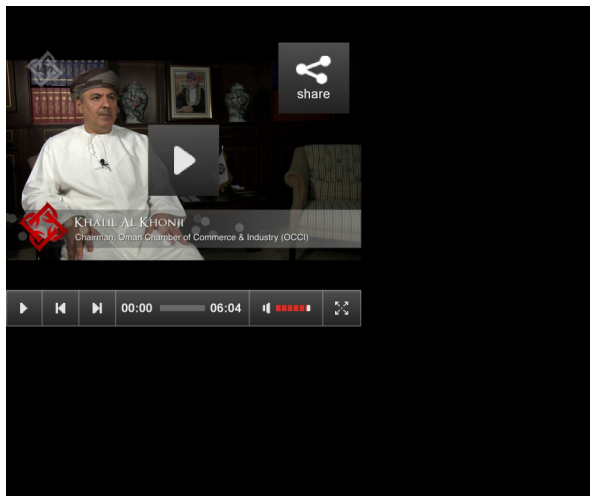 share
KHALIL AL KHONJI
Chairman, Oman Chamber of Commerce & Industry (OCCI)
00:00
06:04